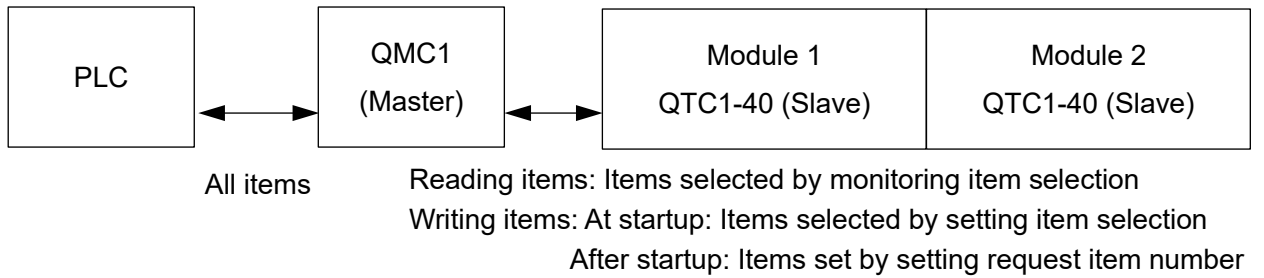 PLC
QMC1
(Master)
Module 1
QTC1-40 (Slave)
Module 2
QTC1-40 (Slave)
All items
Reading items: Items selected by monitoring item selection
Writing items: At startup: Items selected by setting item selection
After startup: Items set by setting request item number